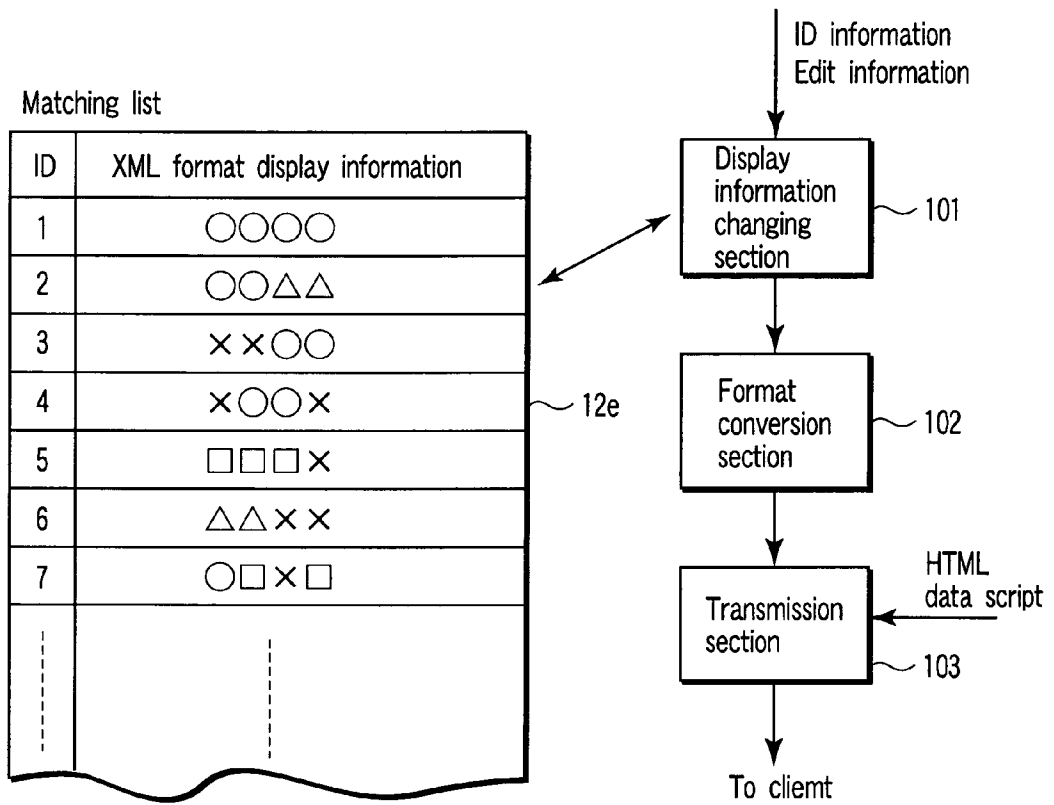 Matching list
ID XML format display information
1 ○○○○
2 ○○△△
3 ××○○
4 ×○○×
5 □□□×
6 △△××
7 ○□×□
12e
ID information
Edit information
Display
information
changing
section
101
Format
conversion
section
102
HTML
data script
Transmission
section
103
To cliemt